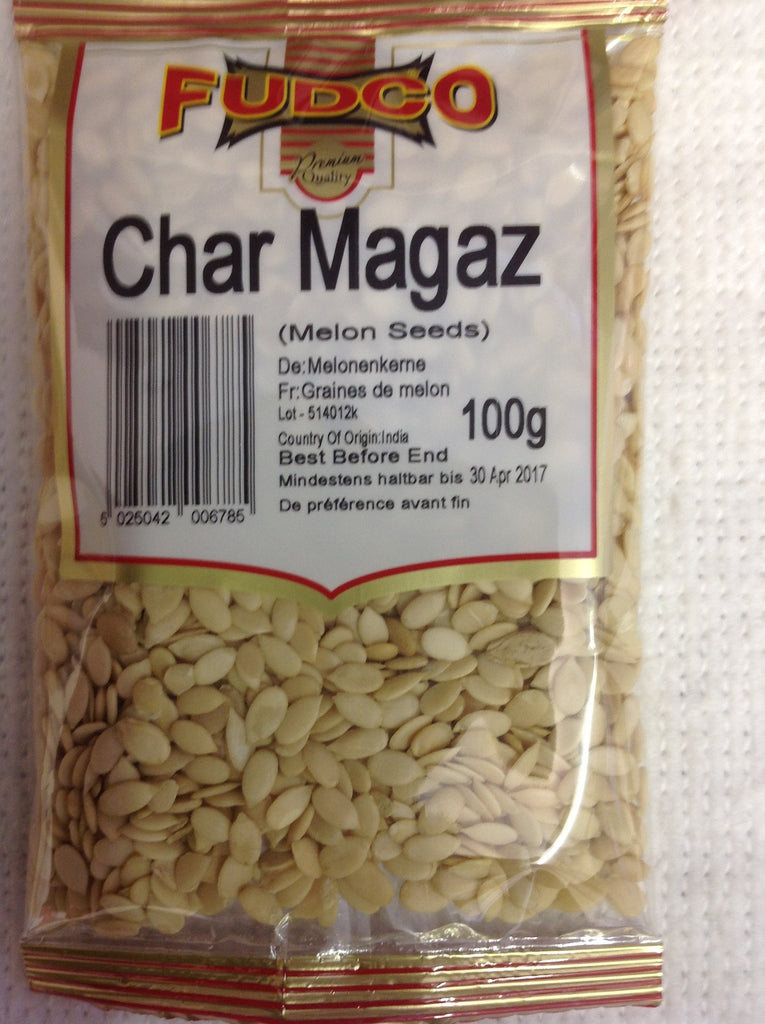 FUDCO
Premium
Quality
Char Magaz
(Melon Seeds)
De:Melonenkerne
Fr:Graines de melon
Lot - 514012k
100g
Country Of Origin:India
Best Before End
Mindestens haltbar bis 30 Apr 2017
De préférence avant fin
5 025042 006785